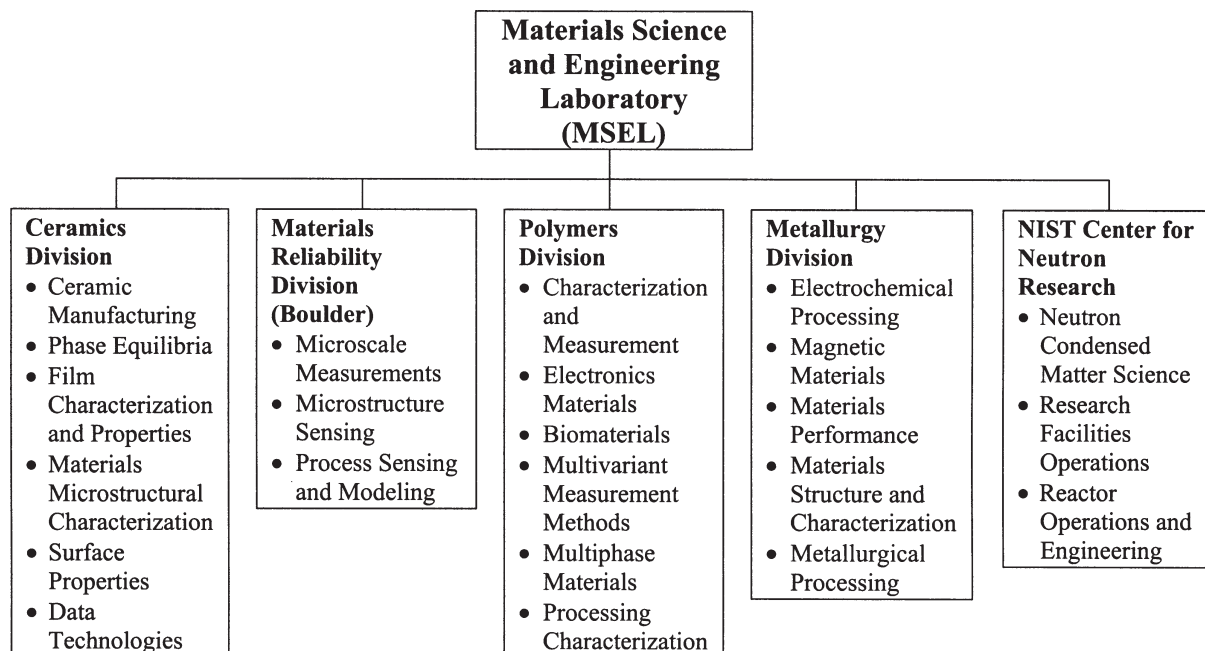 Materials Science
and Engineering
Laboratory
(MSEL)
Ceramics
Division
• Ceramic
Manufacturing
• Phase Equilibria
• Film
Characterization
and Properties
• Materials
Microstructural
Characterization
• Surface
Properties
• Data
Technologies
Materials
Reliability
Division
(Boulder)
• Microscale
Measurements
• Microstructure
Sensing
• Process Sensing
and Modeling
Polymers
Division
• Characterization
and
Measurement
• Electronics
Materials
• Biomaterials
• Multivariant
Measurement
Methods
• Multiphase
Materials
• Processing
Characterization
Metallurgy
Division
• Electrochemical
Processing
• Magnetic
Materials
• Materials
Performance
• Materials
Structure and
Characterization
• Metallurgical
Processing
NIST Center for
Neutron
Research
• Neutron
Condensed
Matter Science
• Research
Facilities
Operations
• Reactor
Operations and
Engineering